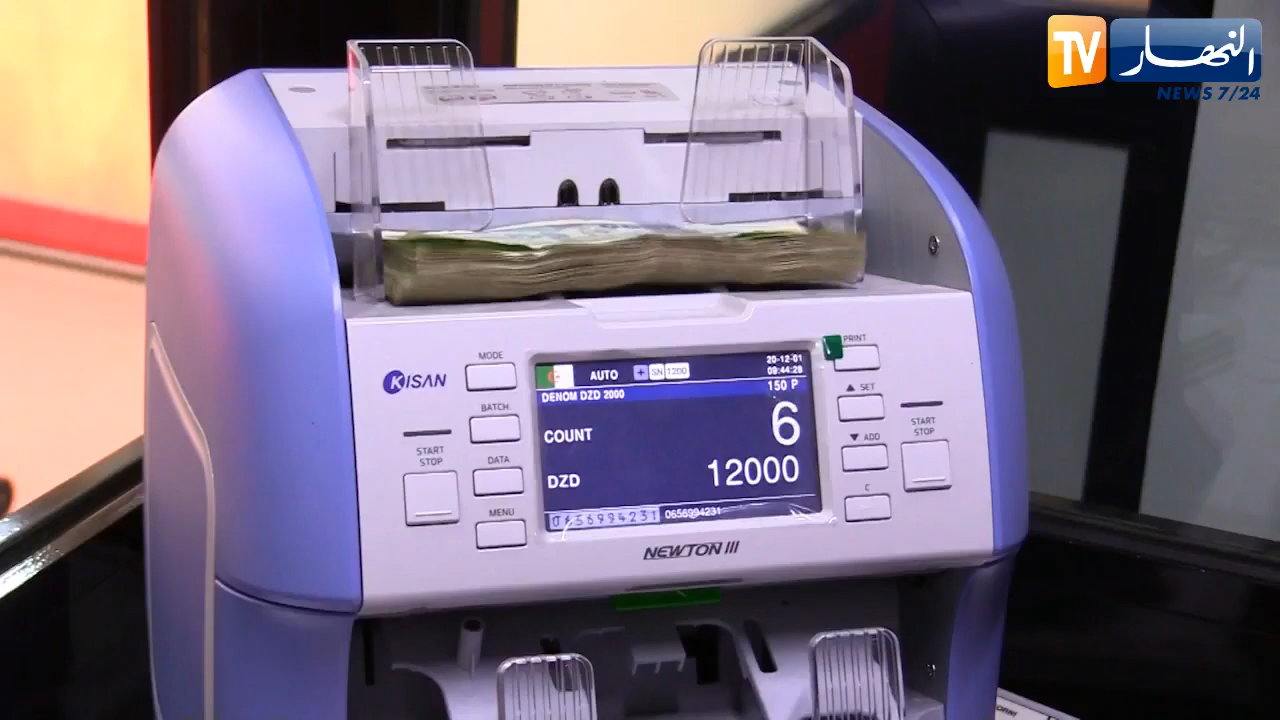 TV النهار
NEWS 7/24
KISAN
MODE
BATCH
DATA
MENU
START
STOP
AUTO + SN 1200
20-12-01
09:44:28
DENOM DZD 2000
150 P
COUNT 6
DZD 12000
0656994231 0656994231
PRINT
▲ SET
▼ ADD
C
START
STOP
NEWTON III